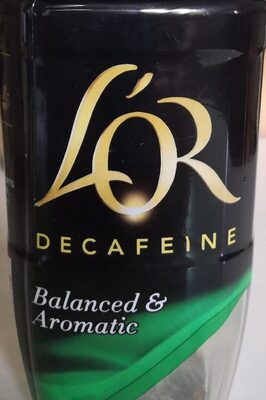 L'OR
DECAFEINE
Balanced &
Aromatic